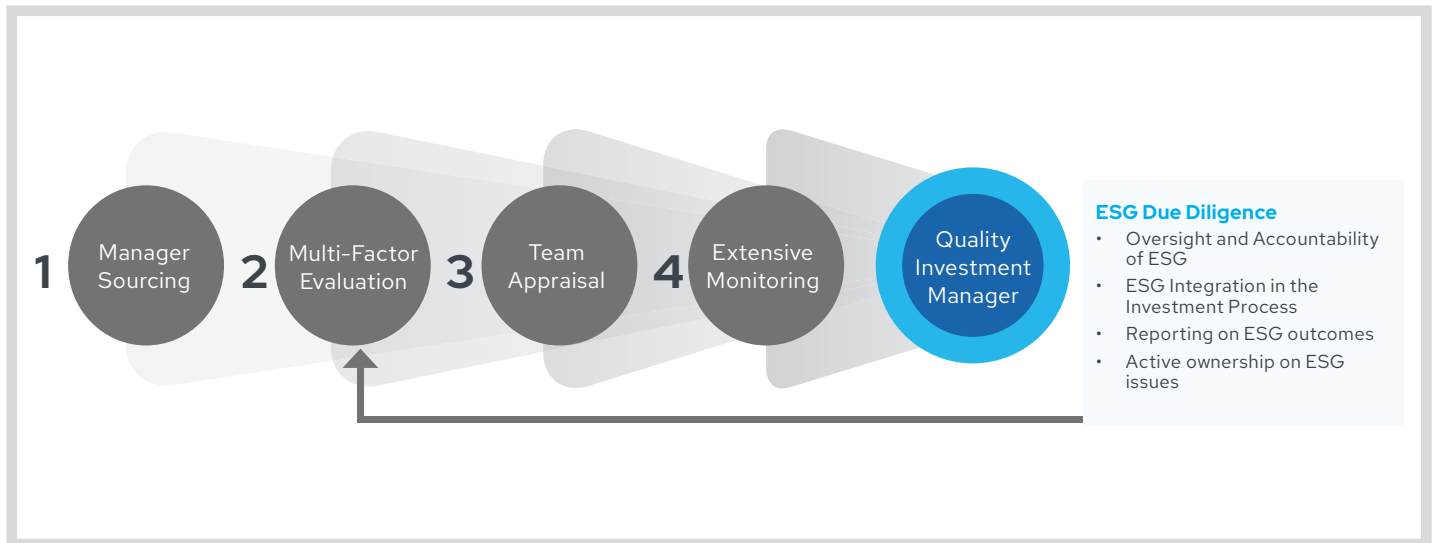 1
Manager
Sourcing
2
Multi-Factor
Evaluation
3
Team
Appraisal
4
Extensive
Monitoring
Quality
Investment
Manager
ESG Due Diligence
• Oversight and Accountability
of ESG
• ESG Integration in the
Investment Process
• Reporting on ESG outcomes
• Active ownership on ESG
issues